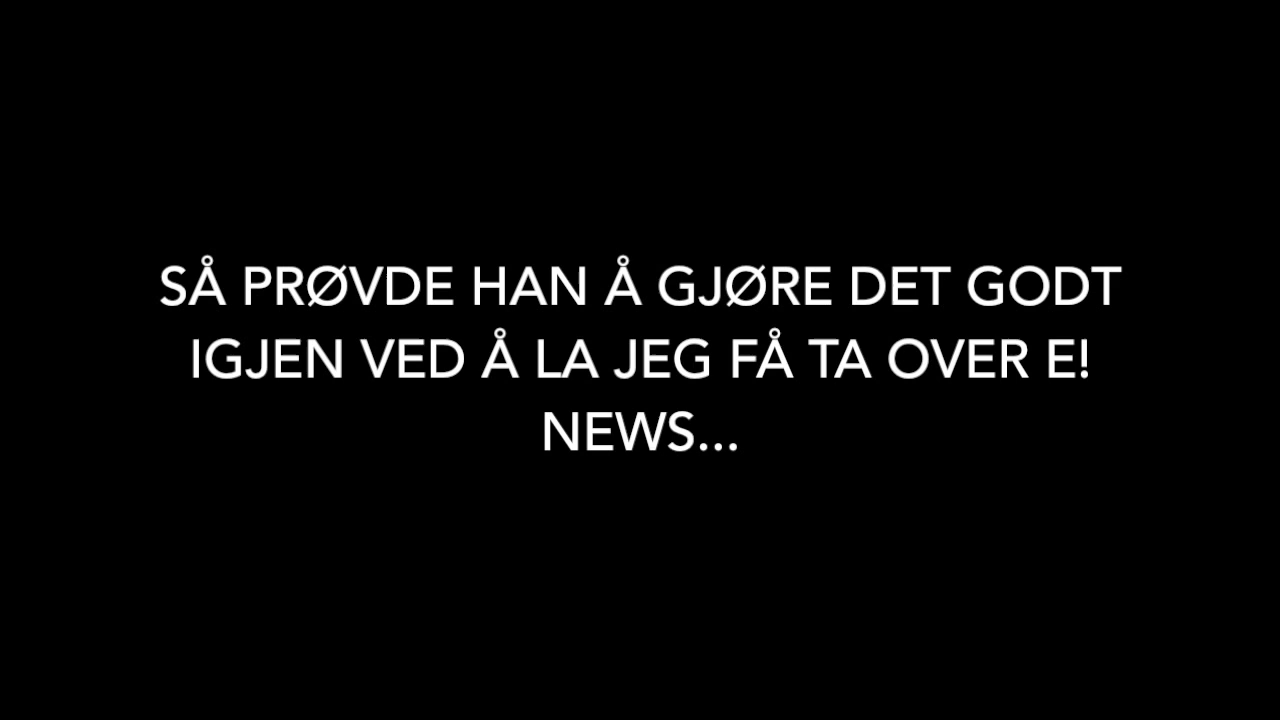 SÅ PRØVDE HAN Å GJØRE DET GODT
IGJEN VED Å LA JEG FÅ TA OVER E!
NEWS...